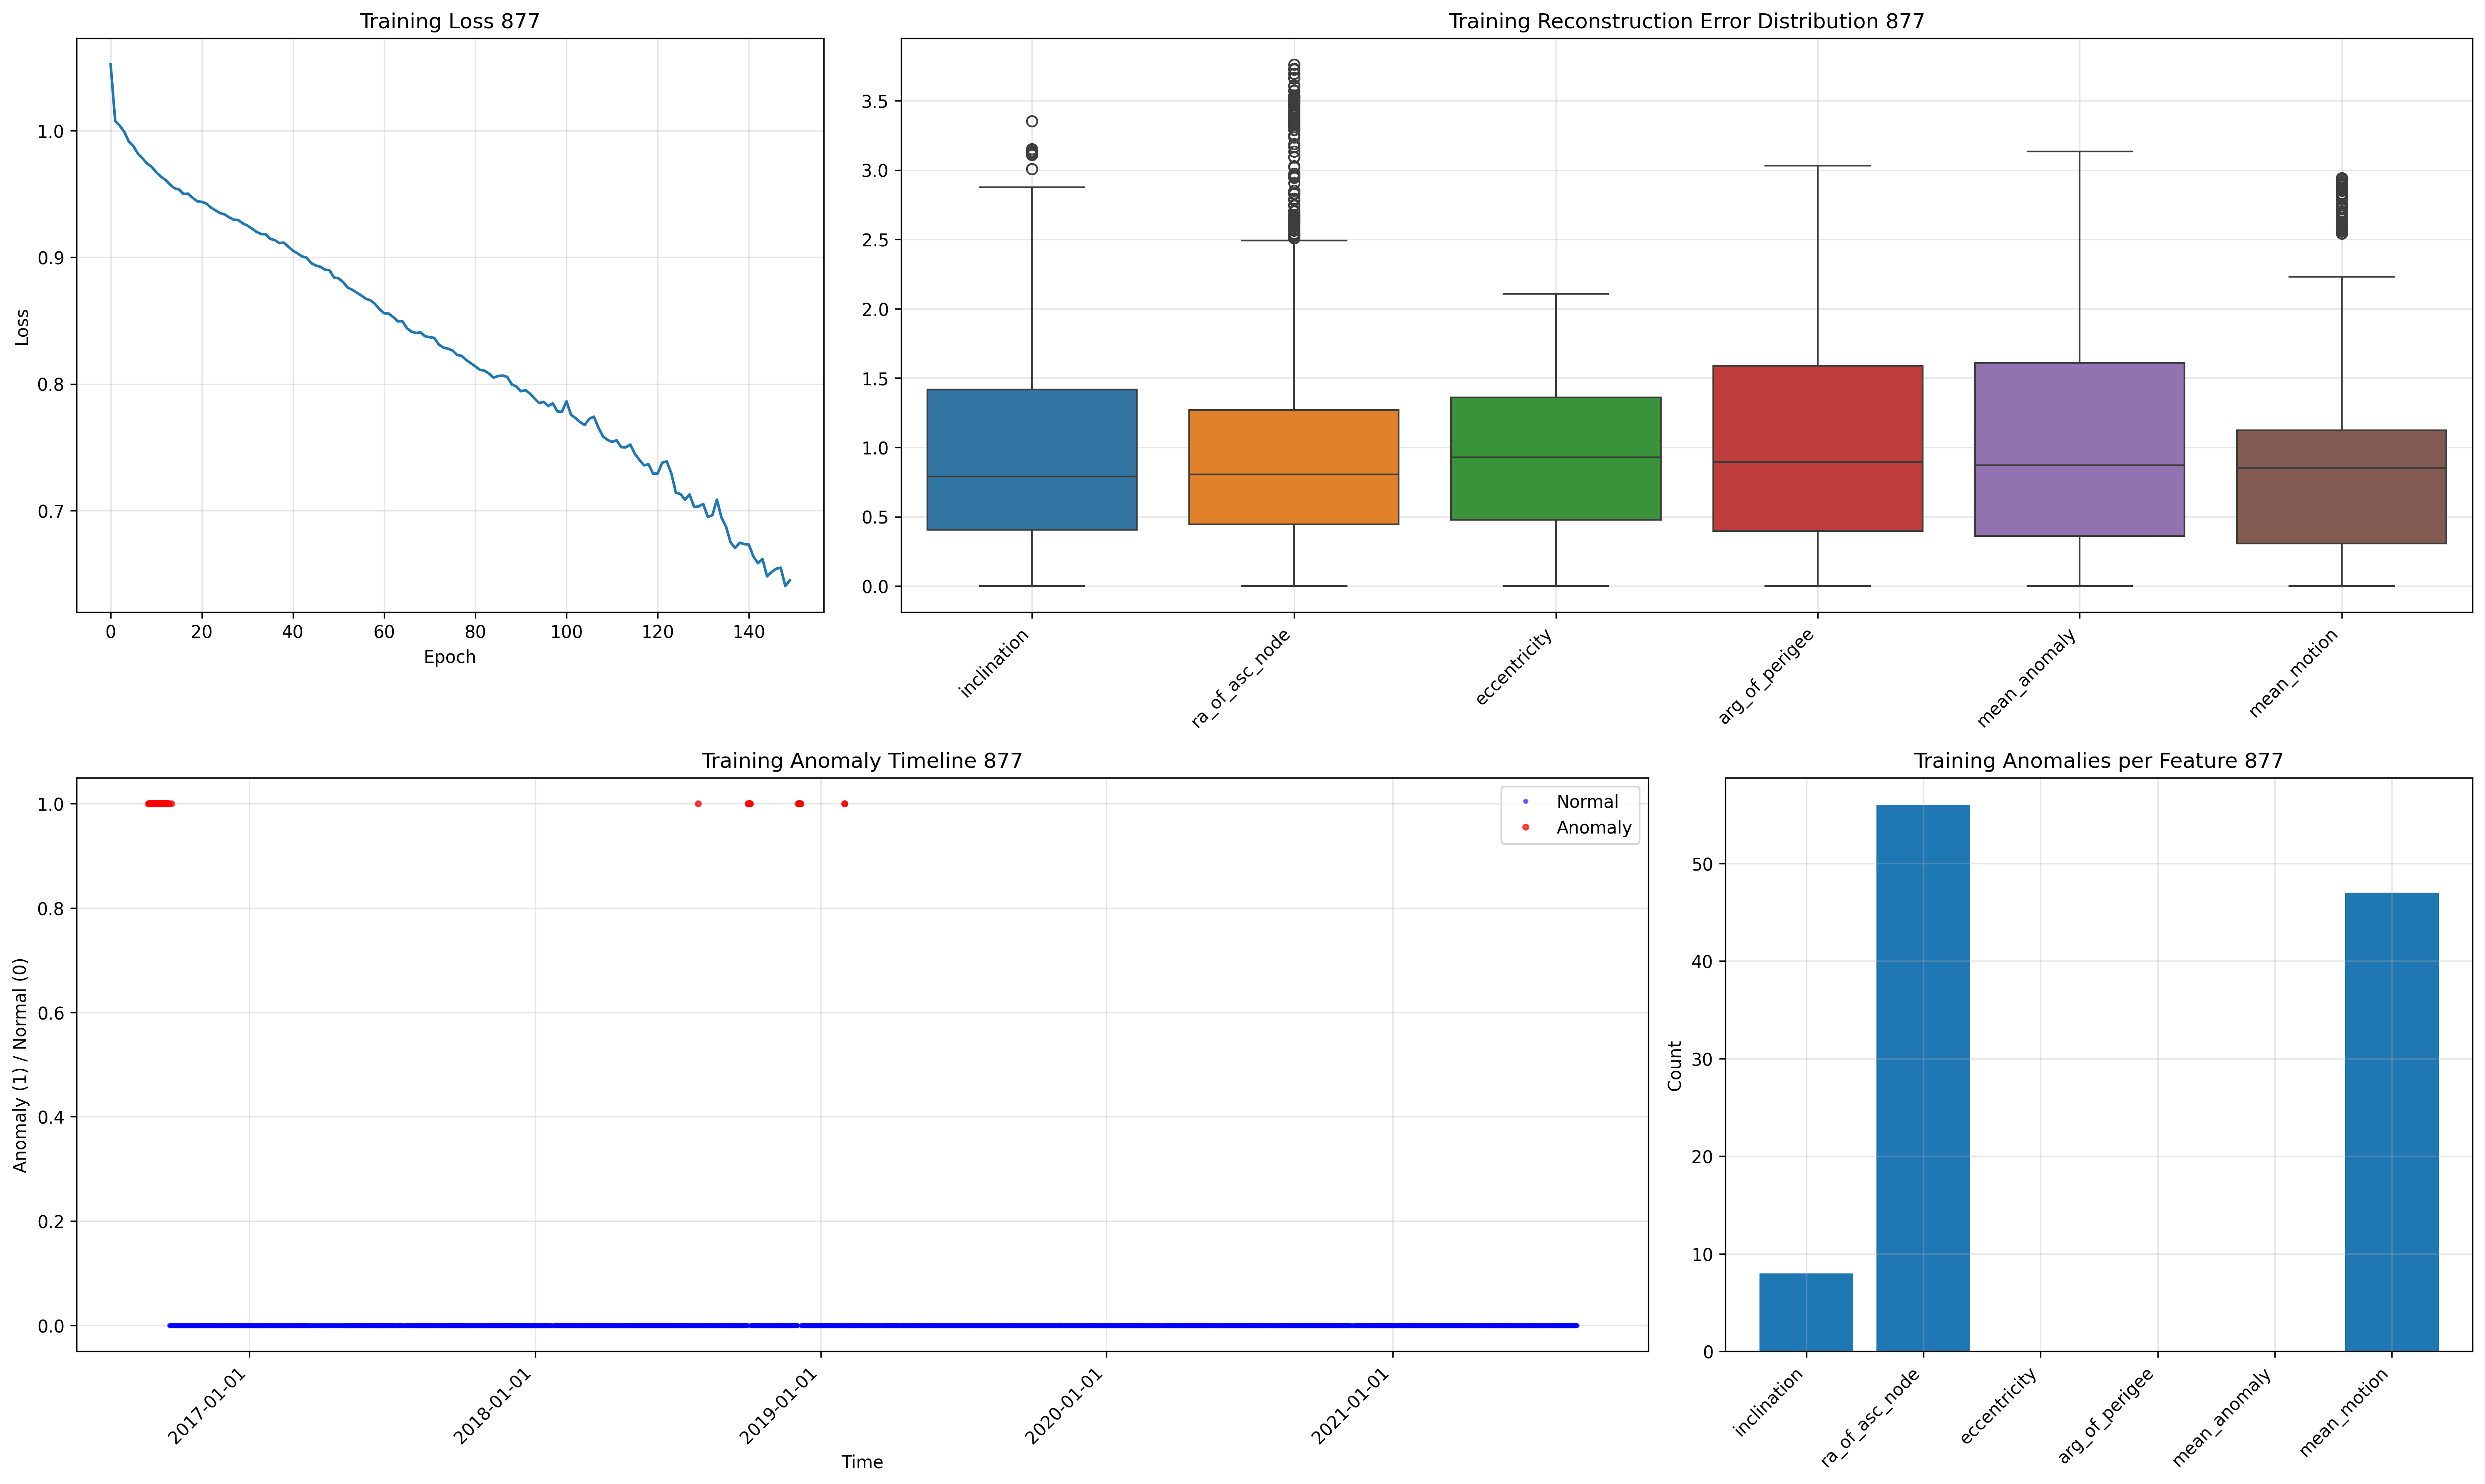 Training Loss 877
Loss
1.0
0.9
0.8
0.7
0 20 40 60 80 100 120 140
Epoch
Training Reconstruction Error Distribution 877
3.5
3.0
2.5
2.0
1.5
1.0
0.5
0.0
inclination
ra_of_asc_node
eccentricity
arg_of_perigee
mean_anomaly
mean_motion
Training Anomaly Timeline 877
Anomaly (1) / Normal (0)
1.0
0.8
0.6
0.4
0.2
0.0
Normal
Anomaly
2017-01-01
2018-01-01
2019-01-01
2020-01-01
2021-01-01
Time
Training Anomalies per Feature 877
Count
50
40
30
20
10
0
inclination
ra_of_asc_node
eccentricity
arg_of_perigee
mean_anomaly
mean_motion